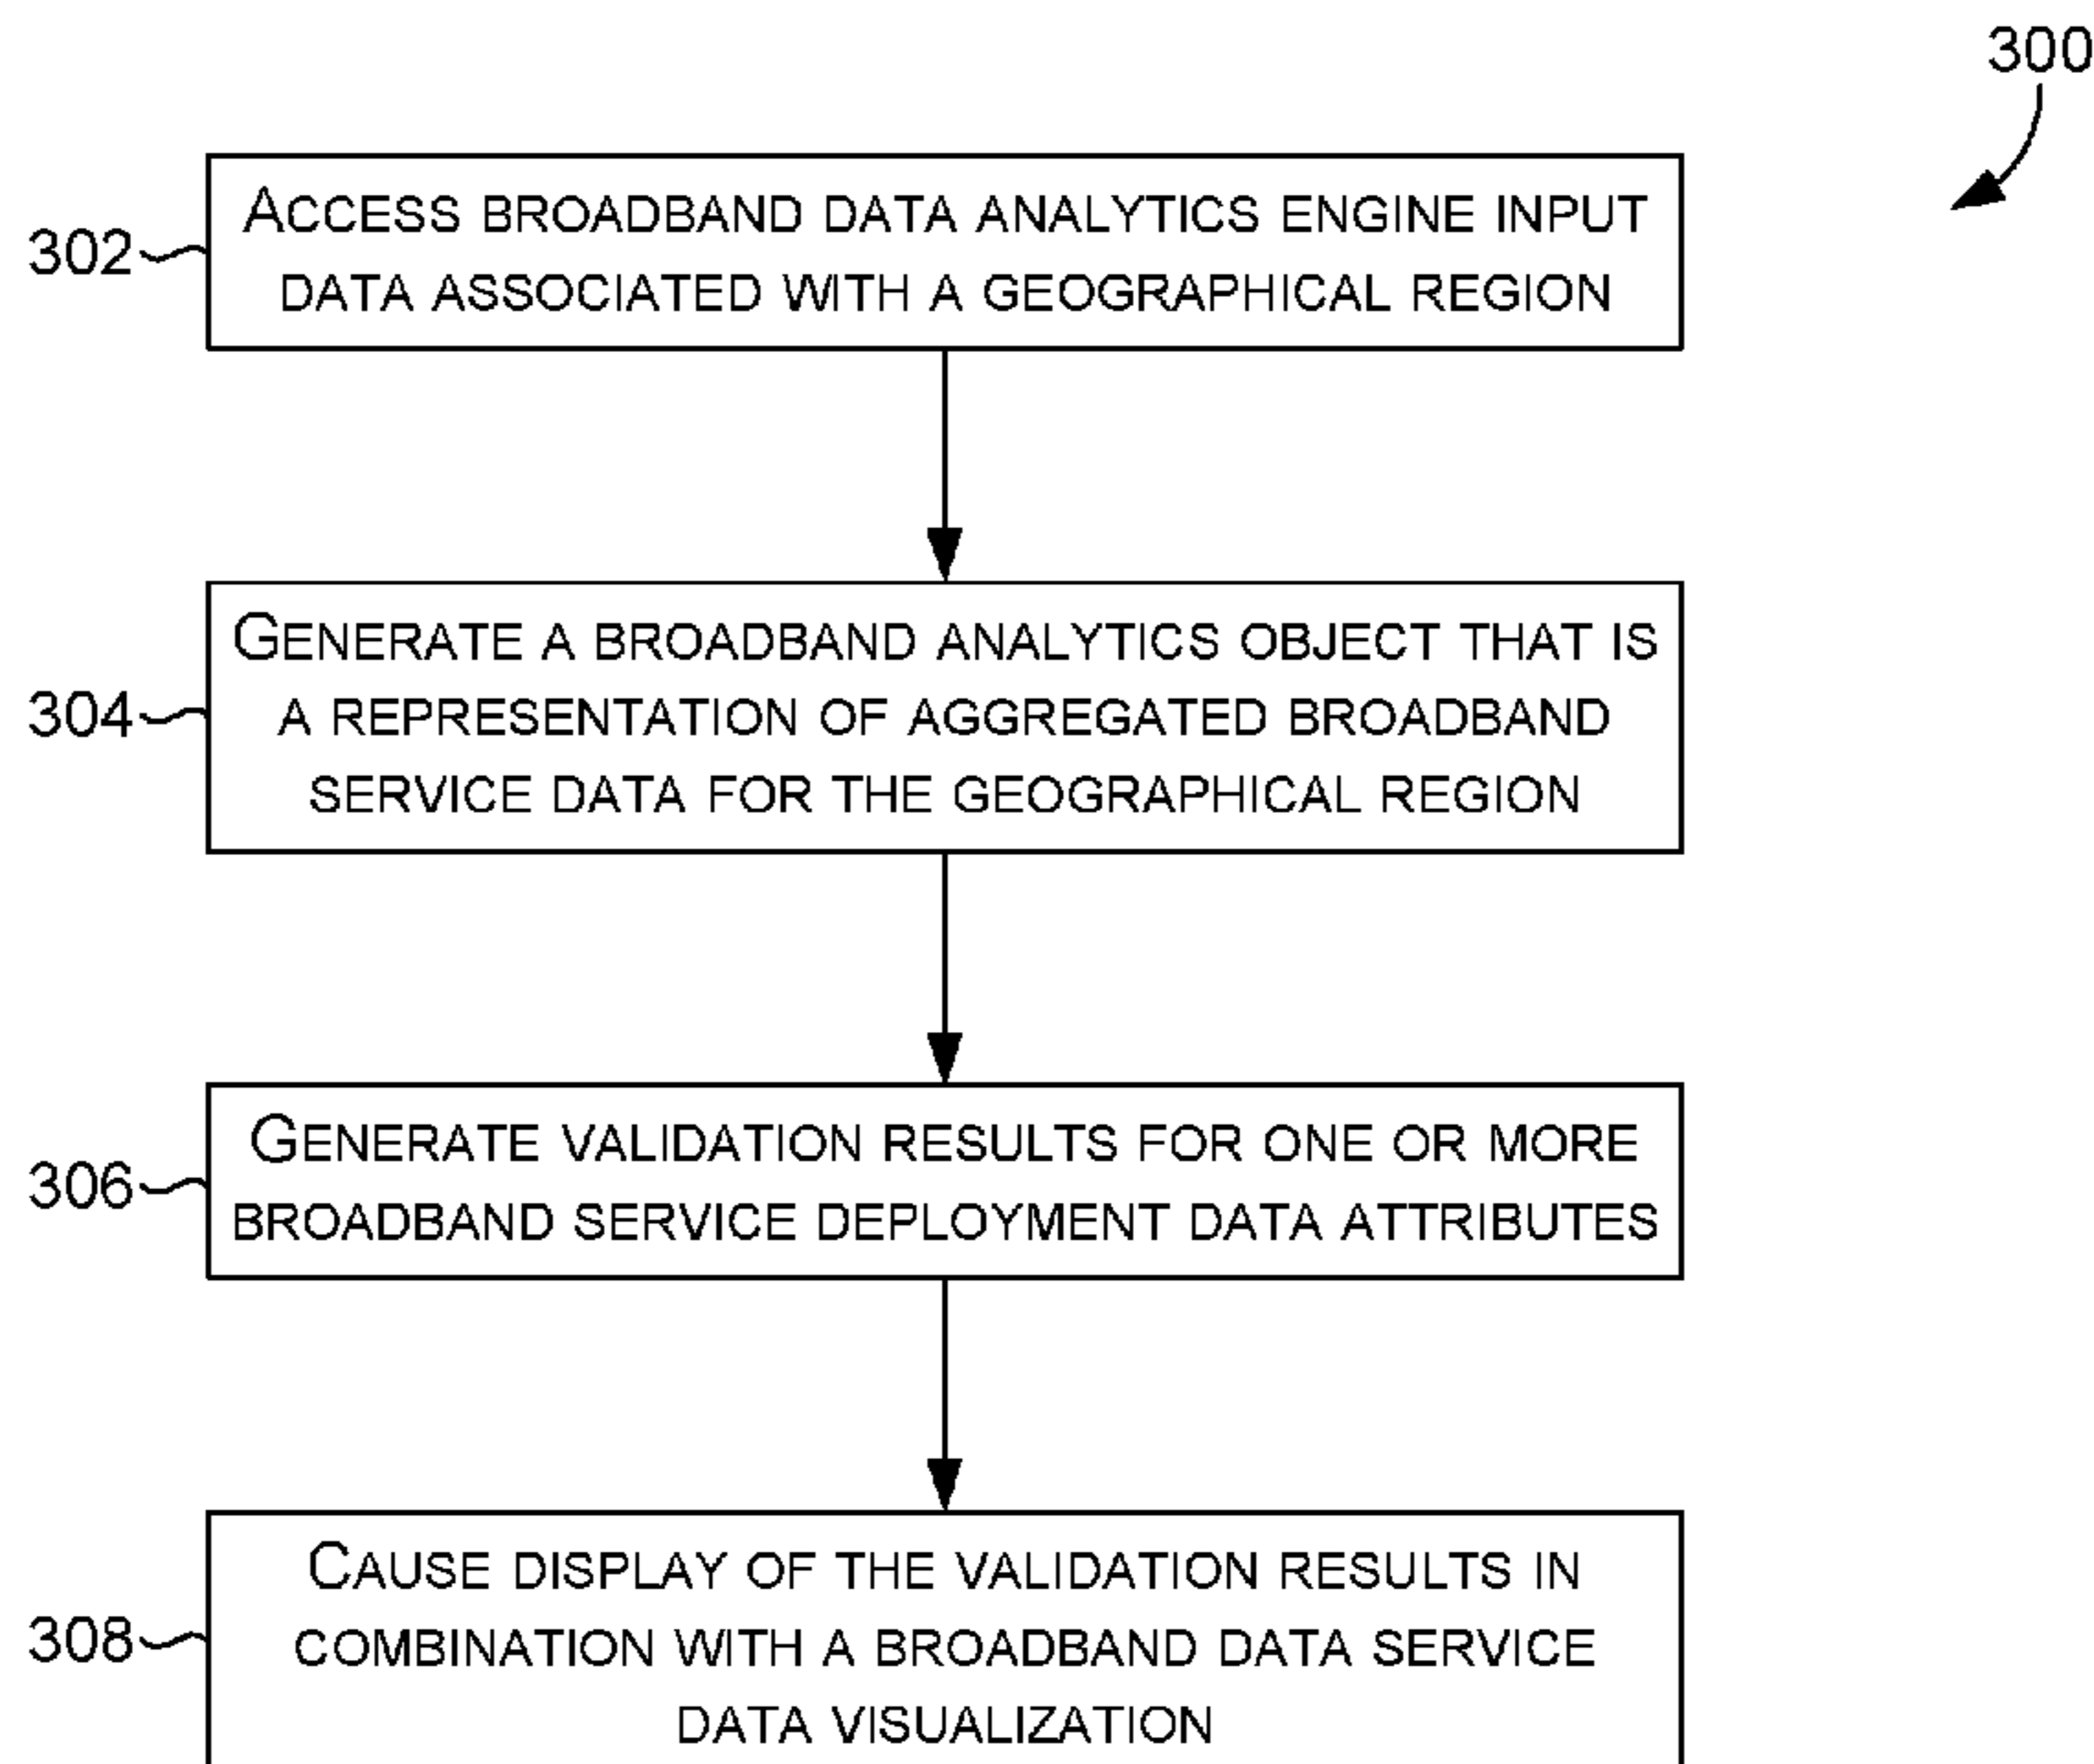 300
302
ACCESS BROADBAND DATA ANALYTICS ENGINE INPUT
DATA ASSOCIATED WITH A GEOGRAPHICAL REGION
304
GENERATE A BROADBAND ANALYTICS OBJECT THAT IS
A REPRESENTATION OF AGGREGATED BROADBAND
SERVICE DATA FOR THE GEOGRAPHICAL REGION
306
GENERATE VALIDATION RESULTS FOR ONE OR MORE
BROADBAND SERVICE DEPLOYMENT DATA ATTRIBUTES
308
CAUSE DISPLAY OF THE VALIDATION RESULTS IN
COMBINATION WITH A BROADBAND DATA SERVICE
DATA VISUALIZATION